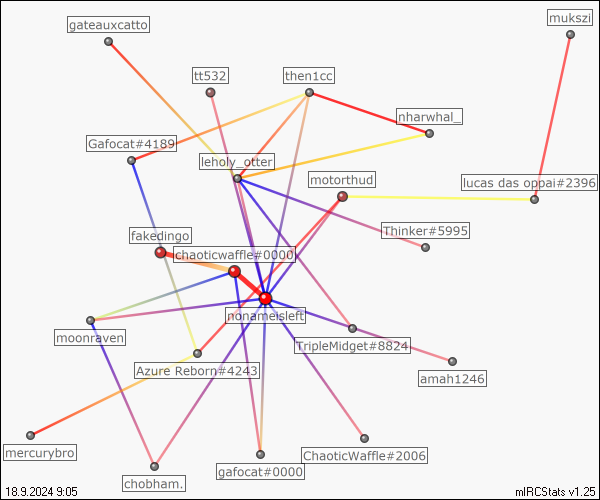 mukszi
gateauxcatto
tt532
then1cc
nharwhal_
Gafocat#4189
leholy_otter
motorthud
lucas das oppai#2396
Thinker#5995
fakedingo
chaoticwaffle#0000
nonameisleft
moonraven
TripleMidget#8824
Azure Reborn#4243
amah1246
mercurybro
ChaoticWaffle#2006
gafocat#0000
chobham.
18.9.2024 9:05
mIRCStats v1.25